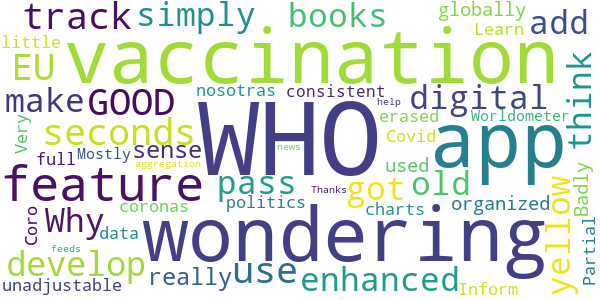 track simply books globally add
little Learn
EU vaccination
make GOOD nosotras consistent digital think
Very seconds sense WHO help erased Worldometer app
full Mostly news Covid used Badly
feature aggregation pass Thanks got old yellow
Coro Why coronas politics charts organized Partial
data wondering
develop feeds really use enhanced Inform
unadjustable